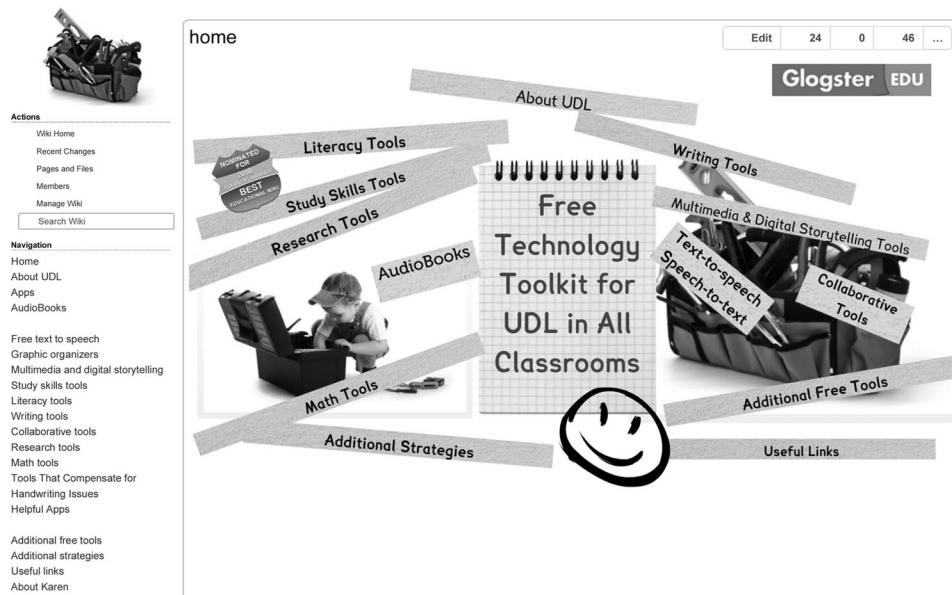 home
Edit 24 0 46 ...
Glogster EDU
Actions
Wiki Home
Recent Changes
Pages and Files
Members
Manage Wiki
Search Wiki
Navigation
Home
About UDL
Apps
AudioBooks
Free text to speech
Graphic organizers
Multimedia and digital storytelling
Study skills tools
Literacy tools
Writing tools
Collaborative tools
Research tools
Math tools
Tools That Compensate for
Handwriting Issues
Helpful Apps
Additional free tools
Additional strategies
Useful links
About Karen
About UDL
Literacy Tools
NOMINATED
FOR
BEST
EDUCATIONAL WIKI
Study Skills Tools
Research Tools
AudioBooks
Math Tools
Additional Strategies
Free
Technology
Toolkit for
UDL in All
Classrooms
Writing Tools
Multimedia & Digital Storytelling Tools
Text-to-speech
Speech-to-text
Collaborative
Tools
Additional Free Tools
Useful Links